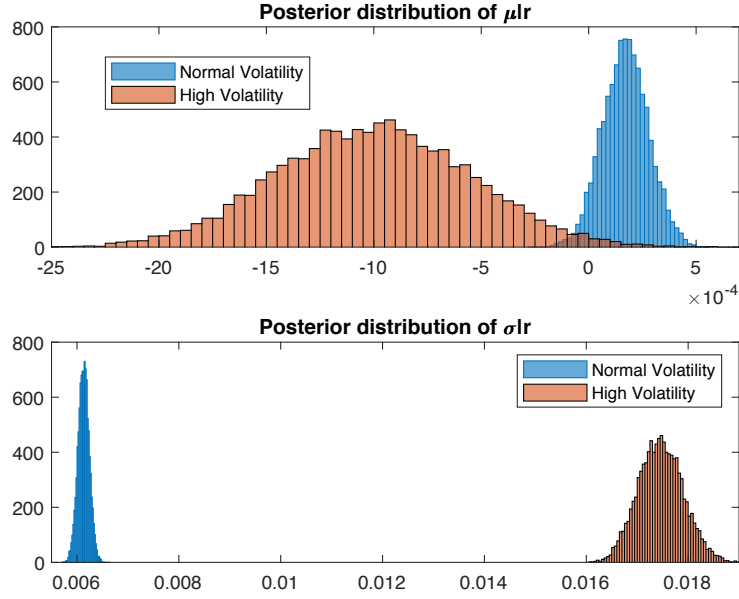 Posterior distribution of μ|r
800
600
400
200
0
Normal Volatility
High Volatility
-25 -20 -15 -10 -5 0 5
×10⁻⁴
Posterior distribution of σ|r
800
600
400
200
0
Normal Volatility
High Volatility
0.006 0.008 0.01 0.012 0.014 0.016 0.018